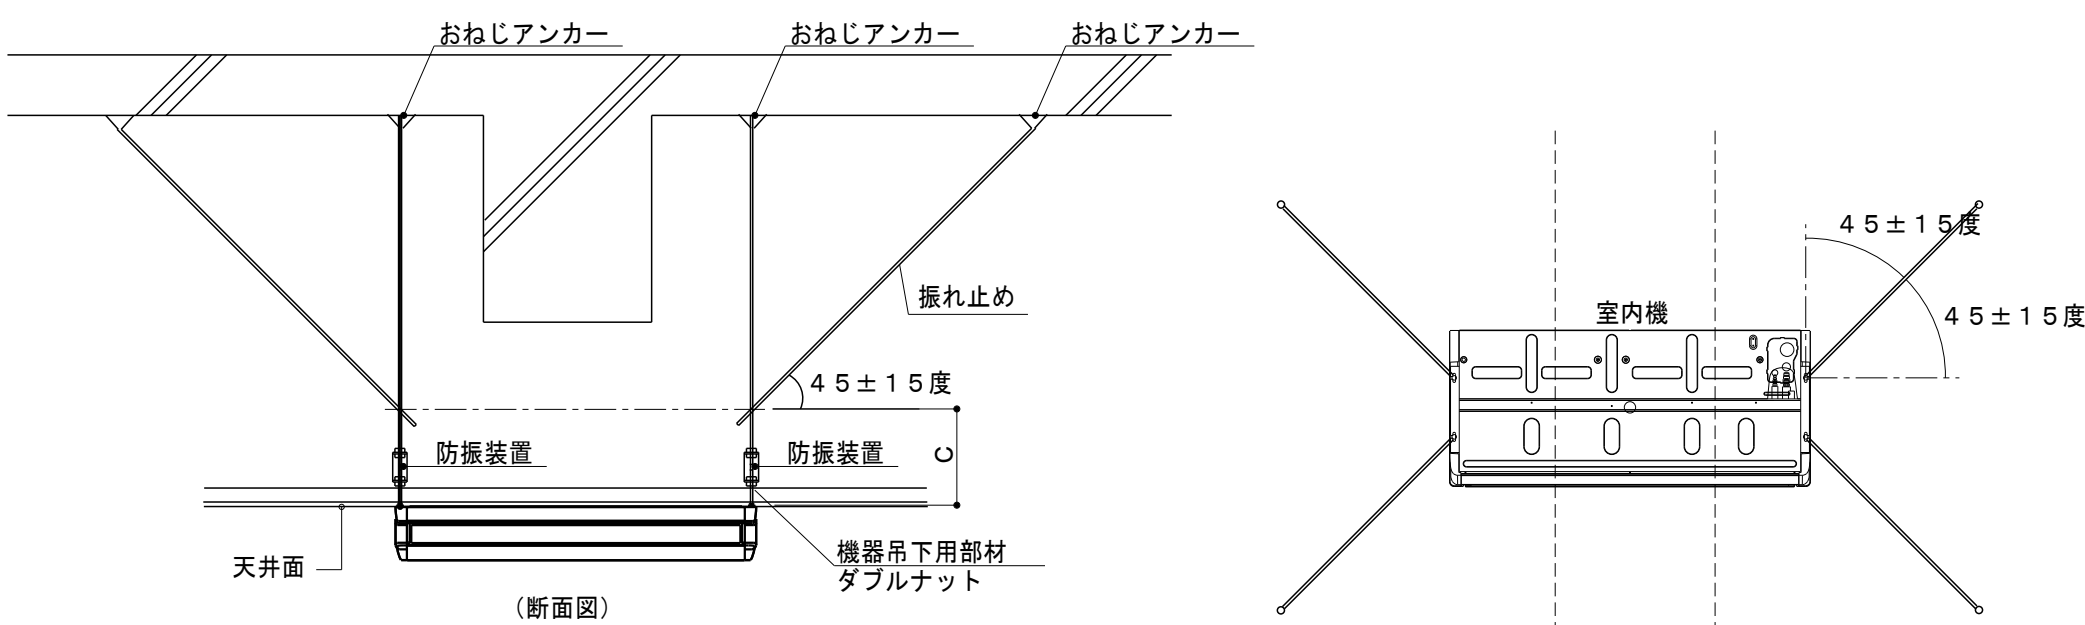 おねじアンカー
おねじアンカー
おねじアンカー
４５±１５度
振れ止め
室内機
４５±１５度
４５±１５度
防振装置
防振装置
C
機器吊下用部材
ダブルナット
天井面
（断面図）